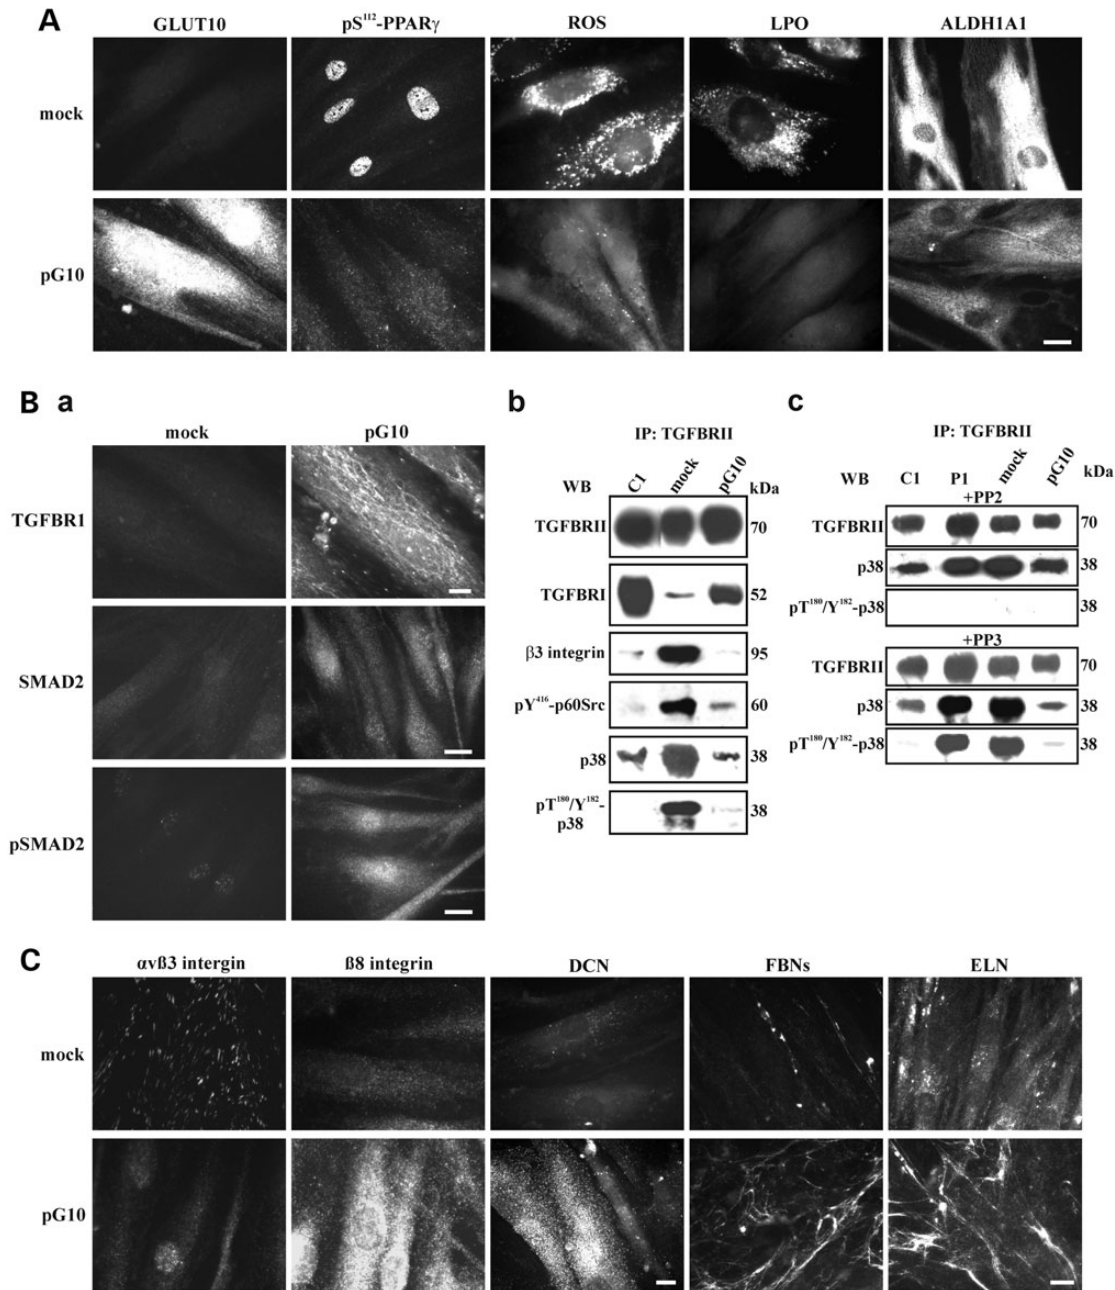 A
GLUT10 pS¹¹²-PPARγ ROS LPO ALDH1A1
mock
pG10
B a
mock pG10
TGFBR1
SMAD2
pSMAD2
b
IP: TGFBRII
WB C1 mock pG10 kDa
TGFBRII 70
TGFBRI 52
β3 integrin 95
pY⁴¹⁶-p60Src 60
p38 38
pT¹⁸⁰/Y¹⁸²-
p38 38
c
IP: TGFBRII
WB C1 P1 mock pG10 kDa
+PP2
TGFBRII 70
p38 38
pT¹⁸⁰/Y¹⁸²-p38 38
+PP3
TGFBRII 70
p38 38
pT¹⁸⁰/Y¹⁸²-p38 38
C
αvß3 intergin ß8 integrin DCN FBNs ELN
mock
pG10